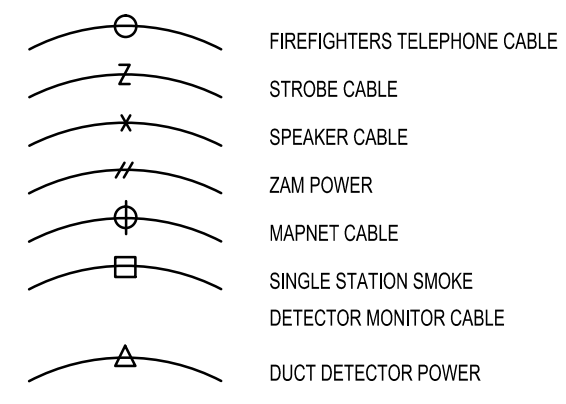 FIREFIGHTERS TELEPHONE CABLE
Z
STROBE CABLE
X
SPEAKER CABLE
//
ZAM POWER
MAPNET CABLE
SINGLE STATION SMOKE
DETECTOR MONITOR CABLE
DUCT DETECTOR POWER